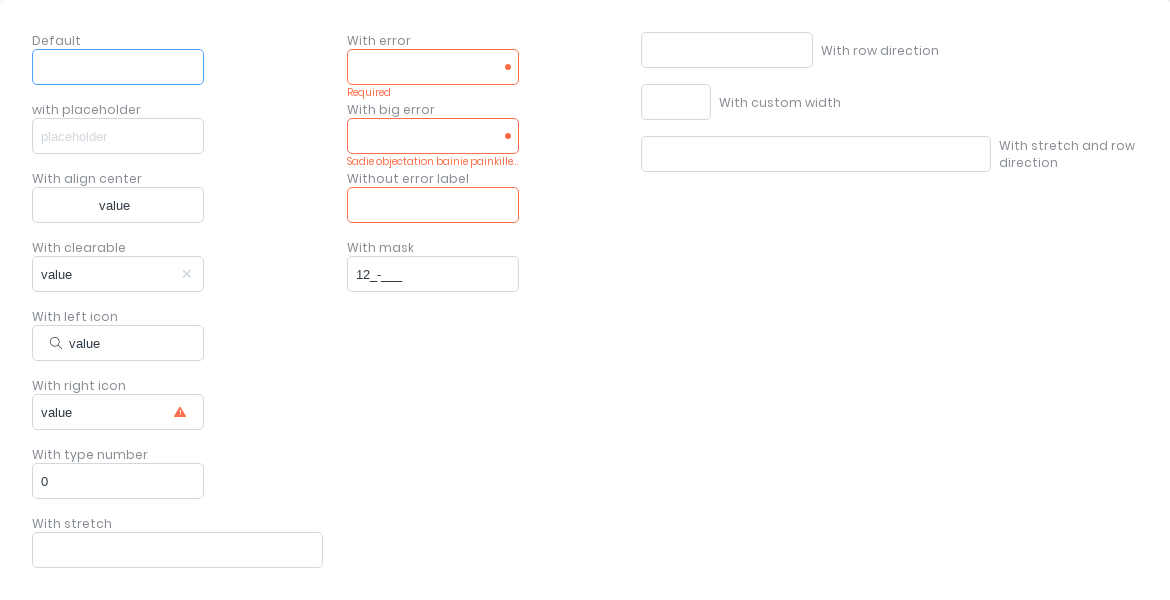 Default
with placeholder
placeholder
With align center
value
With clearable
value
With left icon
value
With right icon
value
With type number
0
With stretch
With error
Required
With big error
Sadie objectation bainie painkille...
Without error label
With mask
12_-___
With row direction
With custom width
With stretch and row
direction